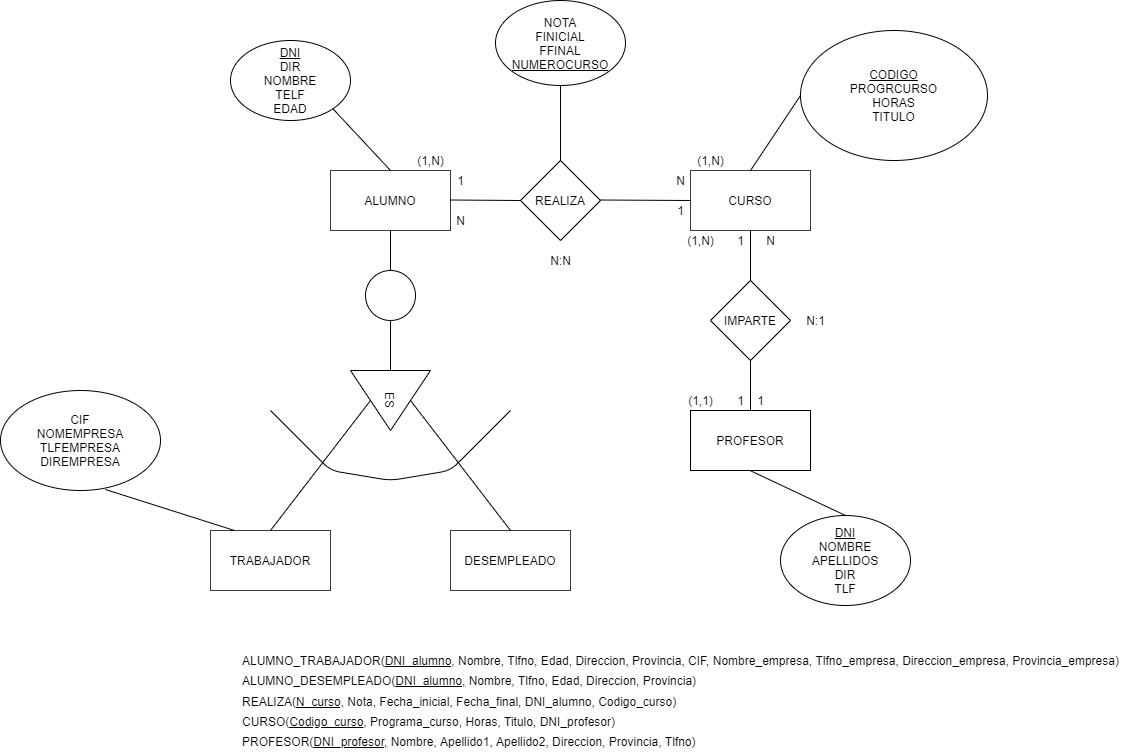 NOTA
FINICIAL
FFINAL
NUMEROCURSO
DNI
DIR
NOMBRE
TELF
EDAD
CODIGO
PROGRCURSO
HORAS
TITULO
(1,N)
(1,N)
1
N
ALUMNO
REALIZA
CURSO
N
1
(1,N)
1
N
N:N
IMPARTE
N:1
ES
(1,1)
1
1
PROFESOR
CIF
NOMEMPRESA
TLFEMPRESA
DIREMPRESA
TRABAJADOR
DESEMPLEADO
DNI
NOMBRE
APELLIDOS
DIR
TLF
ALUMNO_TRABAJADOR(DNI_alumno, Nombre, Tlfno, Edad, Direccion, Provincia, CIF, Nombre_empresa, Tlfno_empresa, Direccion_empresa, Provincia_empresa)
ALUMNO_DESEMPLEADO(DNI_alumno, Nombre, Tlfno, Edad, Direccion, Provincia)
REALIZA(N_curso, Nota, Fecha_inicial, Fecha_final, DNI_alumno, Codigo_curso)
CURSO(Codigo_curso, Programa_curso, Horas, Titulo, DNI_profesor)
PROFESOR(DNI_profesor, Nombre, Apellido1, Apellido2, Direccion, Provincia, Tlfno)